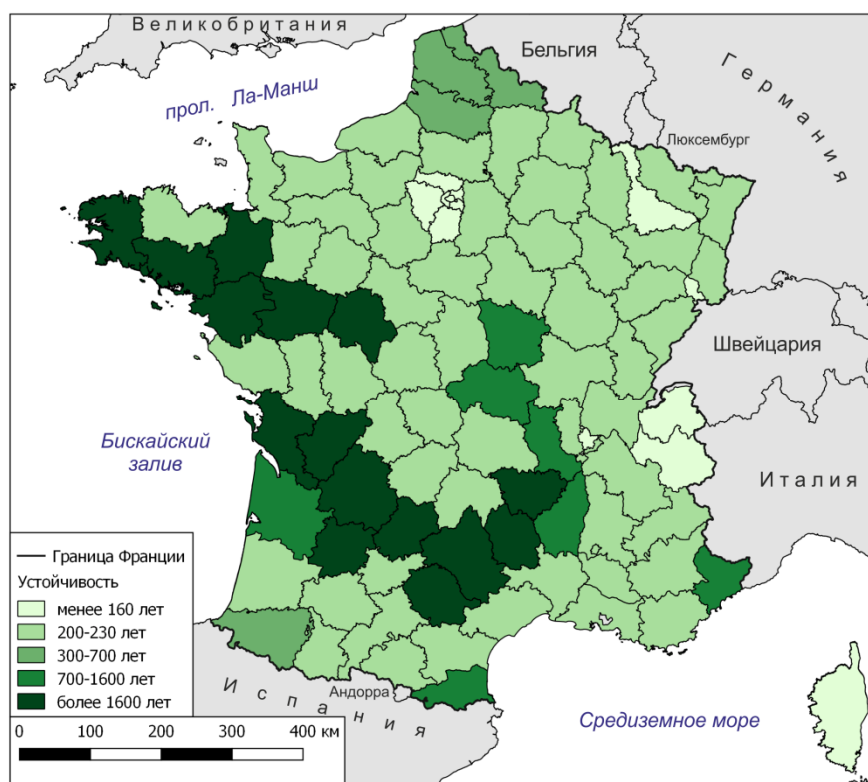 Великобритания
Бельгия
Германия
прол. Ла-Манш
Люксембург
Швейцария
Бискайский
залив
Италия
Граница Франции
Устойчивость
менее 160 лет
200-230 лет
300-700 лет
700-1600 лет
более 1600 лет
Испания
Андорра
Средиземное море
0 100 200 300 400 км